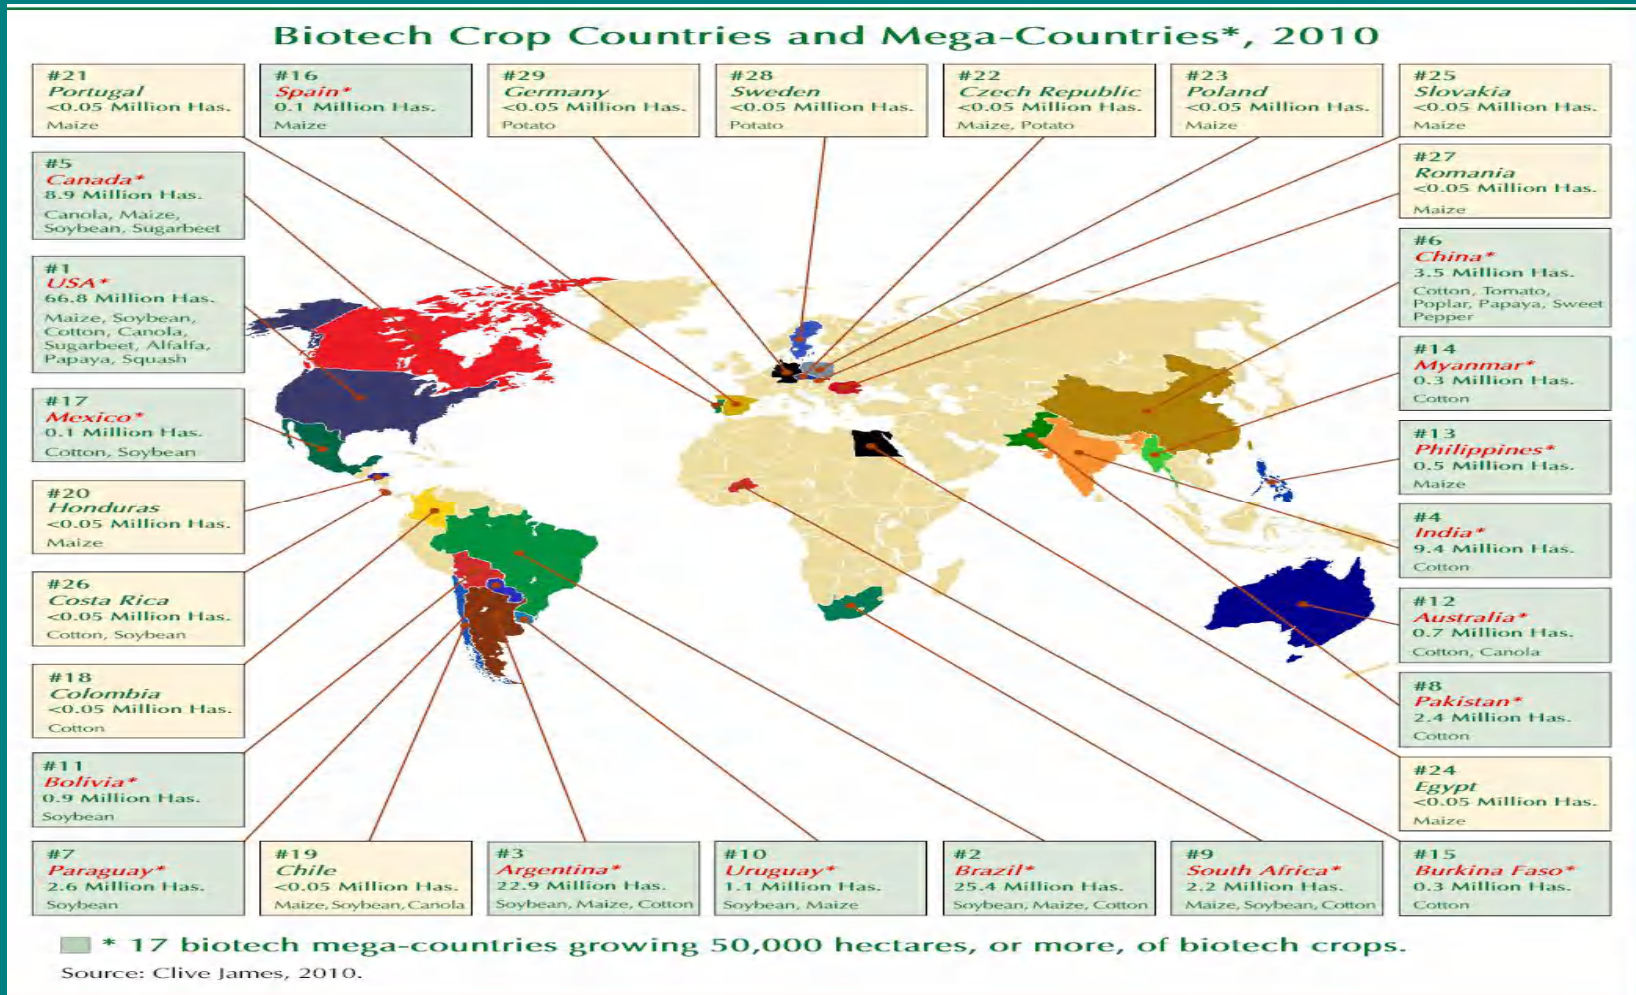 Biotech Crop Countries and Mega-Countries*, 2010
#21
Portugal
<0.05 Million Has.
Maize
#16
Spain*
0.1 Million Has.
Maize
#29
Germany
<0.05 Million Has.
Potato
#28
Sweden
<0.05 Million Has.
Potato
#22
Czech Republic
<0.05 Million Has.
Maize, Potato
#23
Poland
<0.05 Million Has.
Maize
#25
Slovakia
<0.05 Million Has.
Maize
#5
Canada*
8.9 Million Has.
Canola, Maize,
Soybean, Sugarbeet
#1
USA*
66.8 Million Has.
Maize, Soybean,
Cotton, Canola,
Sugarbeet, Alfalfa,
Papaya, Squash
#17
Mexico*
0.1 Million Has.
Cotton, Soybean
#20
Honduras
<0.05 Million Has.
Maize
#26
Costa Rica
<0.05 Million Has.
Cotton, Soybean
#18
Colombia
<0.05 Million Has.
Cotton
#11
Bolivia*
0.9 Million Has.
Soybean
#27
Romania
<0.05 Million Has.
Maize
#6
China*
3.5 Million Has.
Cotton, Tomato,
Poplar, Papaya, Sweet
Pepper
#14
Myanmar*
0.3 Million Has.
Cotton
#13
Philippines*
0.5 Million Has.
Maize
#4
India*
9.4 Million Has.
Cotton
#12
Australia*
0.7 Million Has.
Cotton, Canola
#8
Pakistan*
2.4 Million Has.
Cotton
#24
Egypt
<0.05 Million Has.
Maize
#7
Paraguay*
2.6 Million Has.
Soybean
#19
Chile
<0.05 Million Has.
Maize, Soybean, Canola
#3
Argentina*
22.9 Million Has.
Soybean, Maize, Cotton
#10
Uruguay*
1.1 Million Has.
Soybean, Maize
#2
Brazil*
25.4 Million Has.
Soybean, Maize, Cotton
#9
South Africa*
2.2 Million Has.
Maize, Soybean, Cotton
#15
Burkina Faso*
0.3 Million Has.
Cotton
* 17 biotech mega-countries growing 50,000 hectares, or more, of biotech crops.
Source: Clive James, 2010.